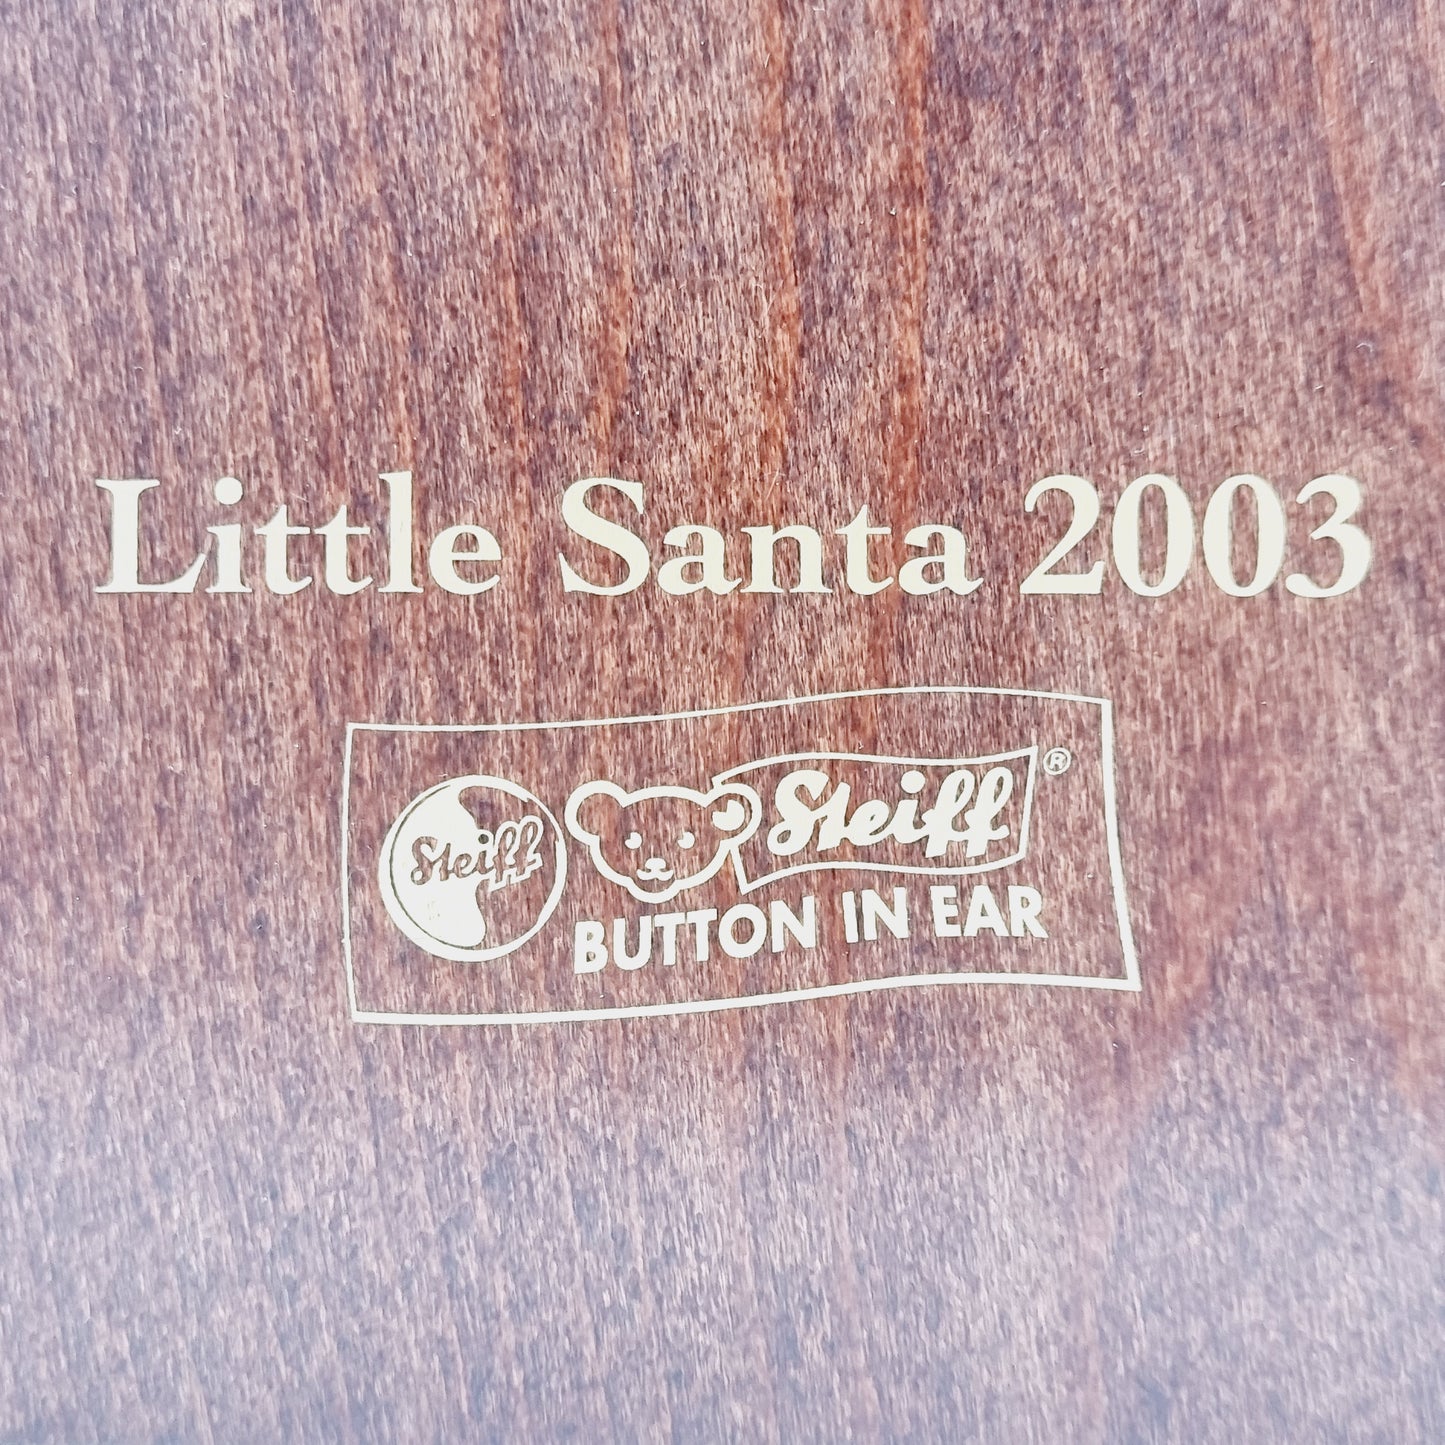 Little Santa 2003
Steiff Steiff ®
BUTTON IN EAR